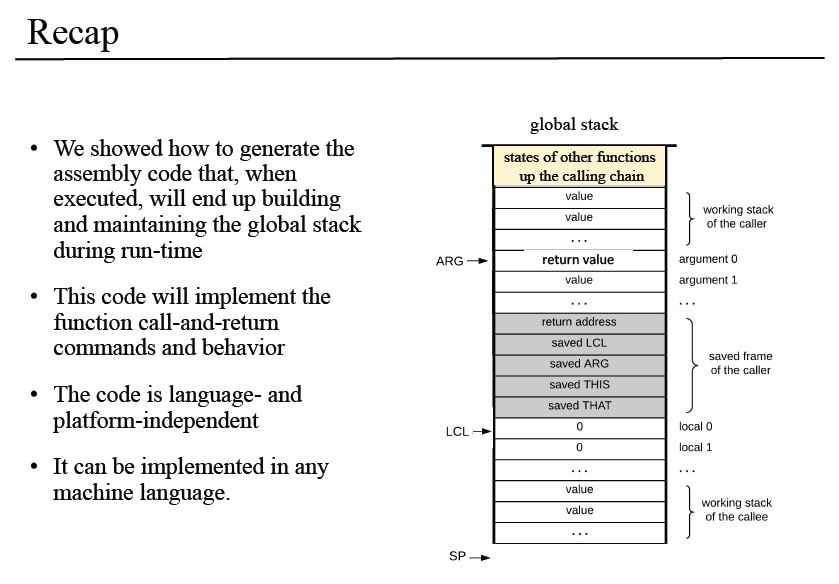 Recap
• We showed how to generate the
assembly code that, when
executed, will end up building
and maintaining the global stack
during run-time
• This code will implement the
function call-and-return
commands and behavior
• The code is language- and
platform-independent
• It can be implemented in any
machine language.
global stack
states of other functions
up the calling chain
value
value
...
working stack
of the caller
ARG
return value
argument 0
value
argument 1
...
...
return address
saved LCL
saved ARG
saved THIS
saved THAT
saved frame
of the caller
LCL
0
local 0
0
local 1
...
...
value
value
...
working stack
of the callee
SP